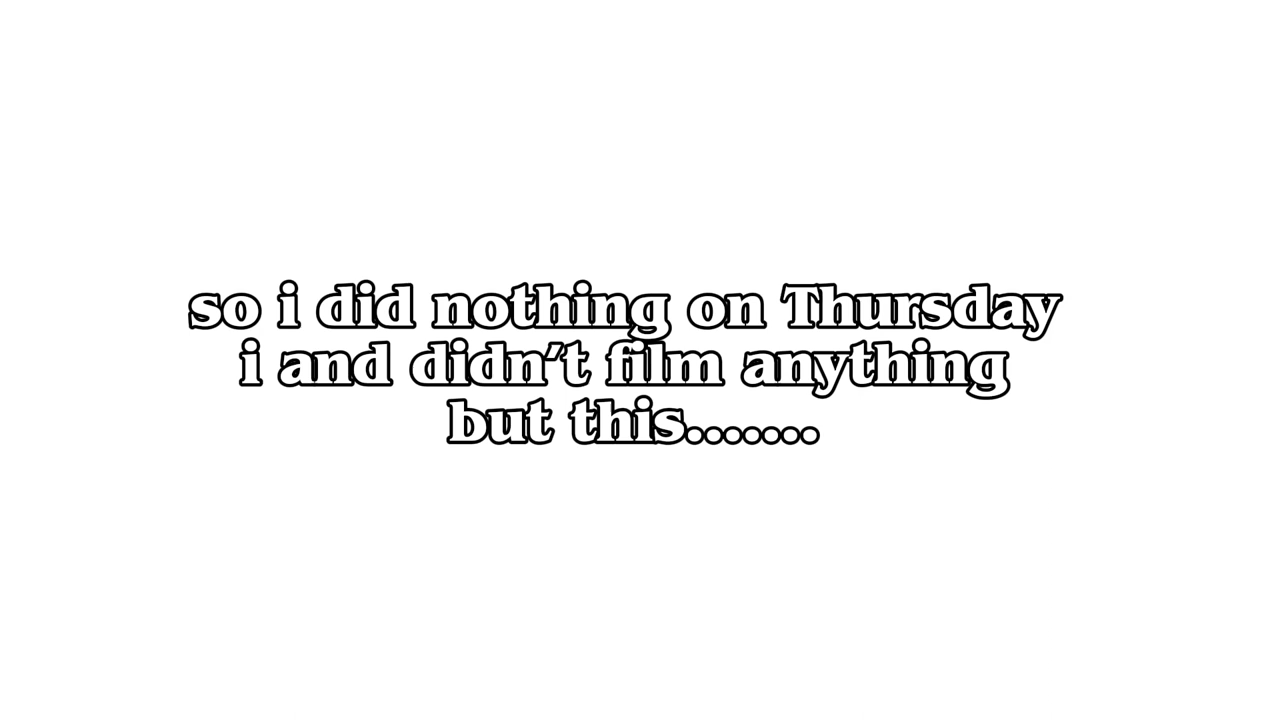 so i did nothing on Thursday
i and didn't film anything
but this.......